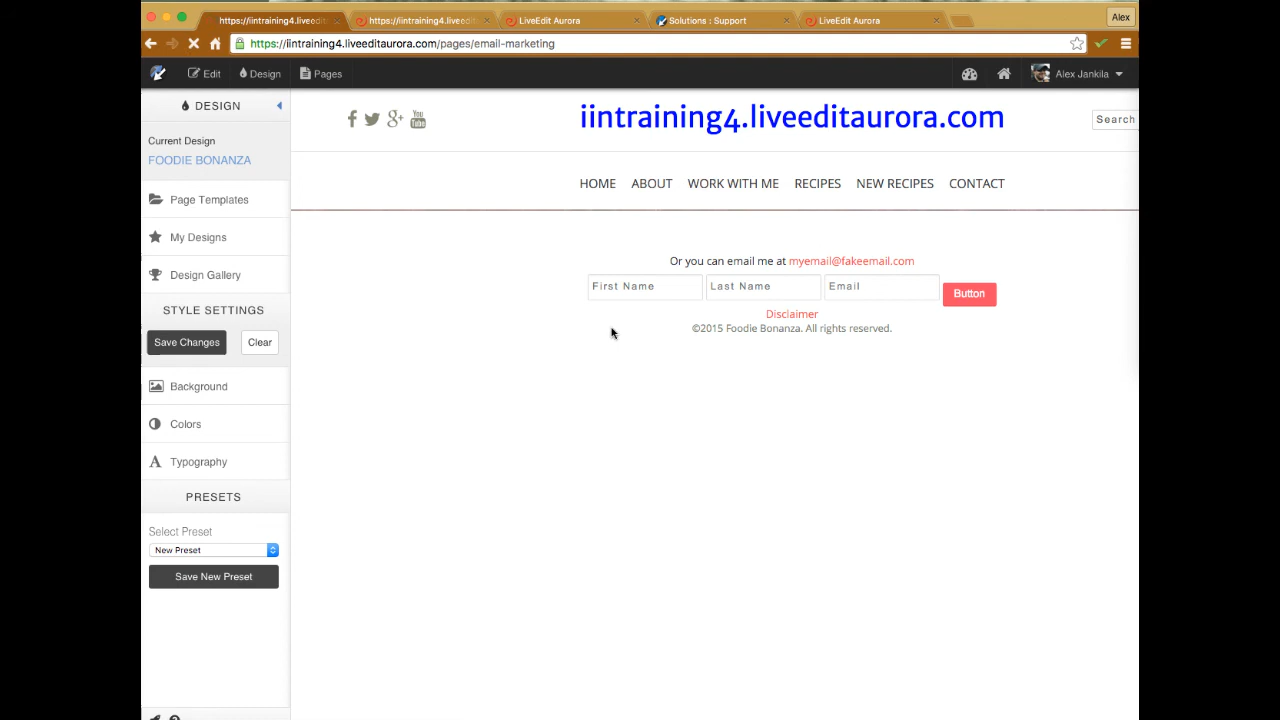 https://iintraining4.liveedi
https://iintraining4.liveedi
LiveEdit Aurora
Solutions : Support
LiveEdit Aurora
Alex
https://iintraining4.liveeditaurora.com/pages/email-marketing
Edit
Design
Pages
Alex Jankila
DESIGN
Current Design
FOODIE BONANZA
Page Templates
My Designs
Design Gallery
STYLE SETTINGS
Save Changes
Clear
Background
Colors
Typography
PRESETS
Select Preset
New Preset
Save New Preset
You Tube
iintraining4.liveeditaurora.com
Search
HOME ABOUT WORK WITH ME RECIPES NEW RECIPES CONTACT
Or you can email me at myemail@fakeemail.com
First Name
Last Name
Email
Button
Disclaimer
©2015 Foodie Bonanza. All rights reserved.